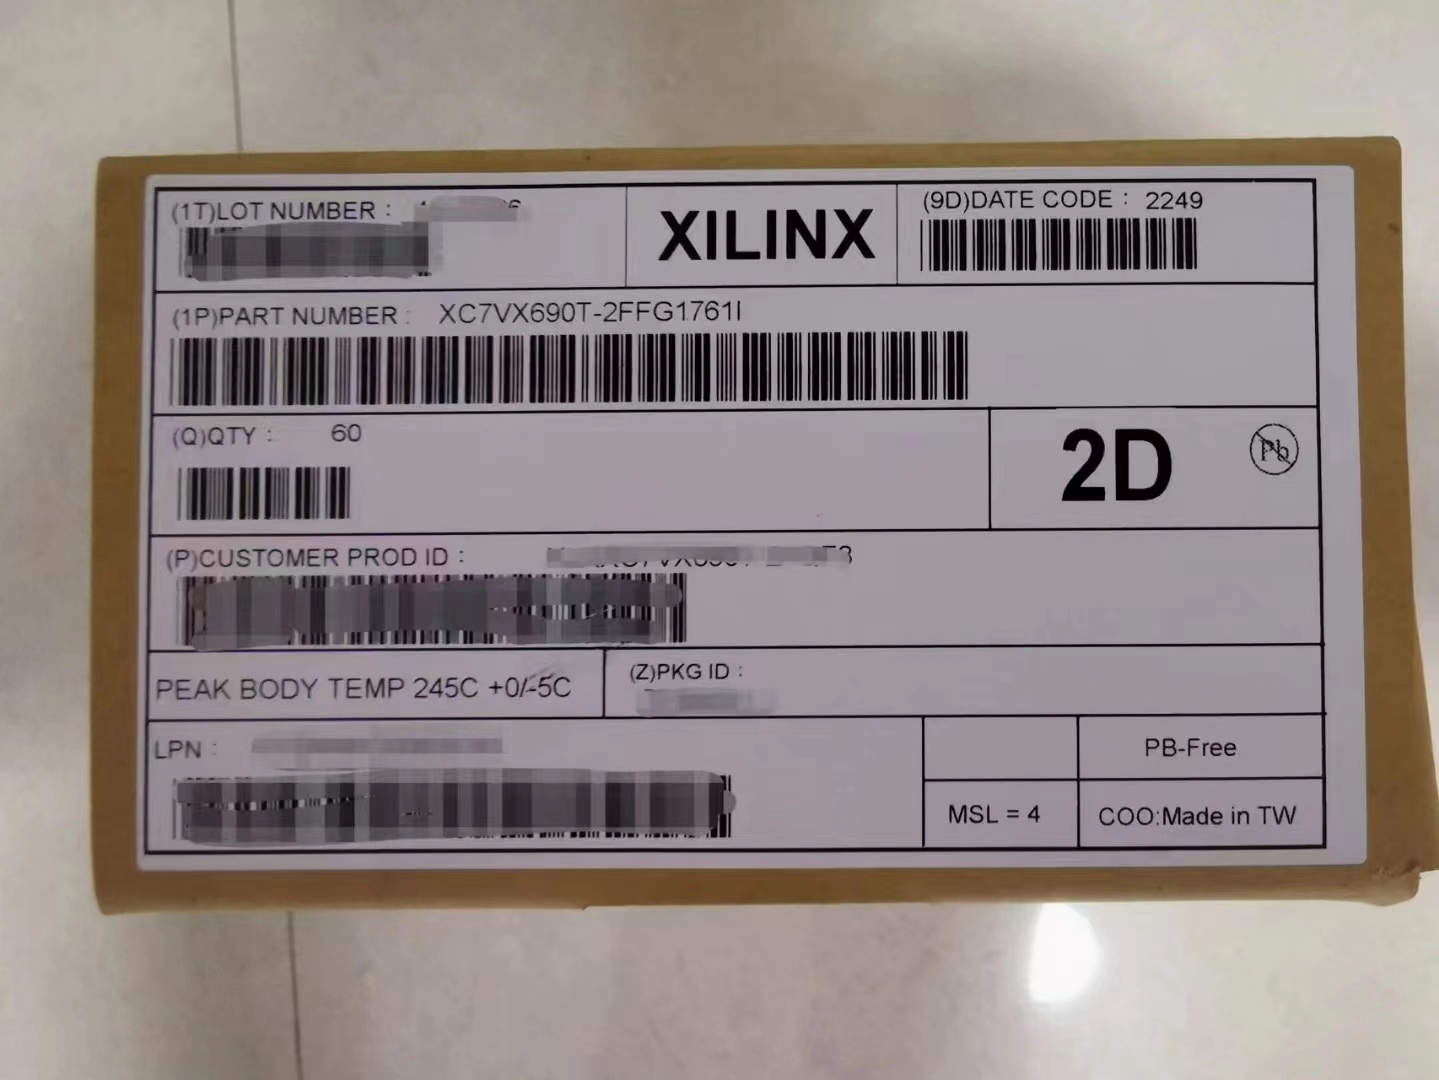 (1T)LOT NUMBER :
XILINX
(9D)DATE CODE : 2249
(1P)PART NUMBER : XC7VX690T-2FFG1761I
(Q)QTY : 60
2D
Pb
(P)CUSTOMER PROD ID :
PEAK BODY TEMP 245C +0/-5C
(Z)PKG ID :
LPN :
PB-Free
MSL = 4
COO:Made in TW